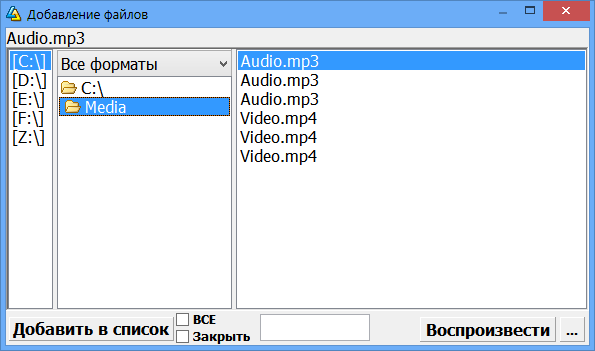 Добавление файлов
Audio.mp3
[C:\]
[D:\]
[E:\]
[F:\]
[Z:\]
Все форматы
C:\
Media
Audio.mp3
Audio.mp3
Audio.mp3
Video.mp4
Video.mp4
Video.mp4
Добавить в список
ВСЕ
Закрыть
Воспроизвести
...